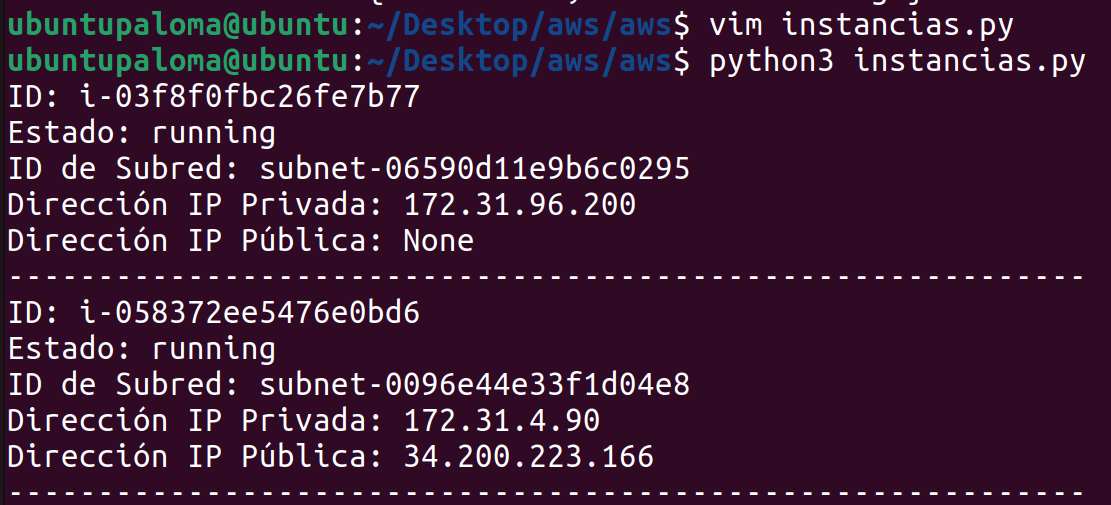 ubuntupaloma@ubuntu:~/Desktop/aws/aws$ vim instancias.py
ubuntupaloma@ubuntu:~/Desktop/aws/aws$ python3 instancias.py
ID: i-03f8f0fbc26fe7b77
Estado: running
ID de Subred: subnet-06590d11e9b6c0295
Dirección IP Privada: 172.31.96.200
Dirección IP Pública: None
------------------------------------------------------------
ID: i-058372ee5476e0bd6
Estado: running
ID de Subred: subnet-0096e44e33f1d04e8
Dirección IP Privada: 172.31.4.90
Dirección IP Pública: 34.200.223.166
------------------------------------------------------------